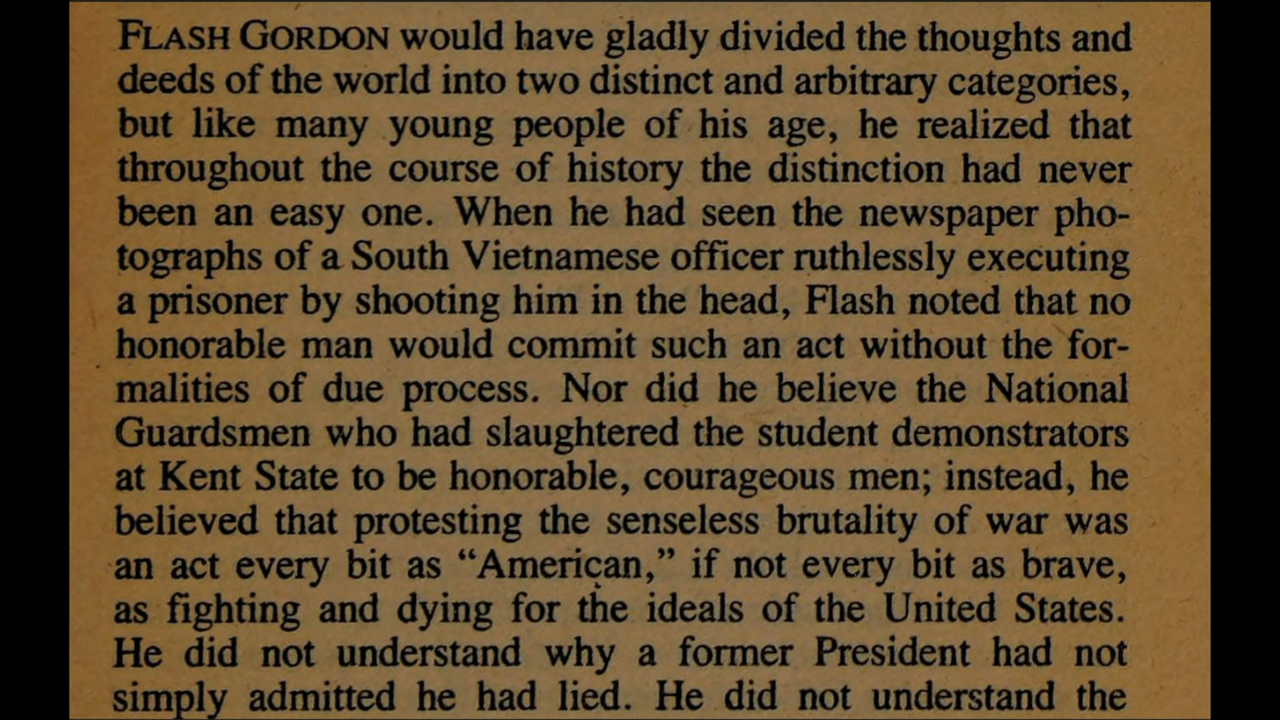 FLASH GORDON would have gladly divided the thoughts and
deeds of the world into two distinct and arbitrary categories,
but like many young people of his age, he realized that
throughout the course of history the distinction had never
been an easy one. When he had seen the newspaper pho-
tographs of a South Vietnamese officer ruthlessly executing
a prisoner by shooting him in the head, Flash noted that no
honorable man would commit such an act without the for-
malities of due process. Nor did he believe the National
Guardsmen who had slaughtered the student demonstrators
at Kent State to be honorable, courageous men; instead, he
believed that protesting the senseless brutality of war was
an act every bit as “American,” if not every bit as brave,
as fighting and dying for the ideals of the United States.
He did not understand why a former President had not
simply admitted he had lied. He did not understand the